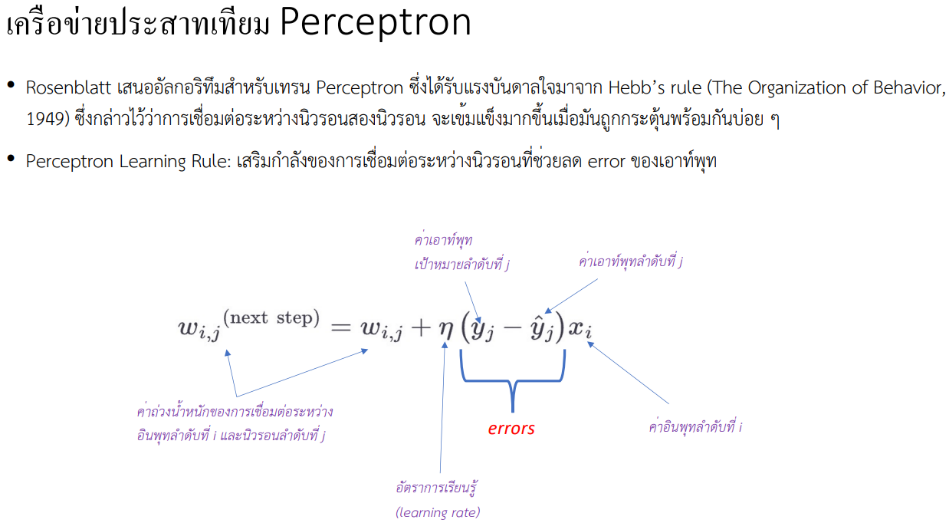 เครือข่ายประสาทเทียม Perceptron
• Rosenblatt เสนออัลกอริทึมสำหรับเทรน Perceptron ซึ่งได้รับแรงบันดาลใจมาจาก Hebb’s rule (The Organization of Behavior,
1949) ซึ่งกล่าวไว้ว่าการเชื่อมต่อระหว่างนิวรอนสองนิวรอน จะเข้มแข็งมากขึ้นเมื่อมันถูกกระตุ้นพร้อมกันบ่อย ๆ
• Perceptron Learning Rule: เสริมกำลังของการเชื่อมต่อระหว่างนิวรอนที่ช่วยลด error ของเอาท์พุท
ค่าเอาท์พุท
เป้าหมายลำดับที่ j
ค่าเอาท์พุทลำดับที่ j
w_{i,j}^{(next step)} = w_{i,j} + η(y_j − ŷ_j)x_i
ค่าถ่วงน้ำหนักของการเชื่อมต่อระหว่าง
อินพุทลำดับที่ i และนิวรอนลำดับที่ j
errors
ค่าอินพุทลำดับที่ i
อัตราการเรียนรู้
(learning rate)